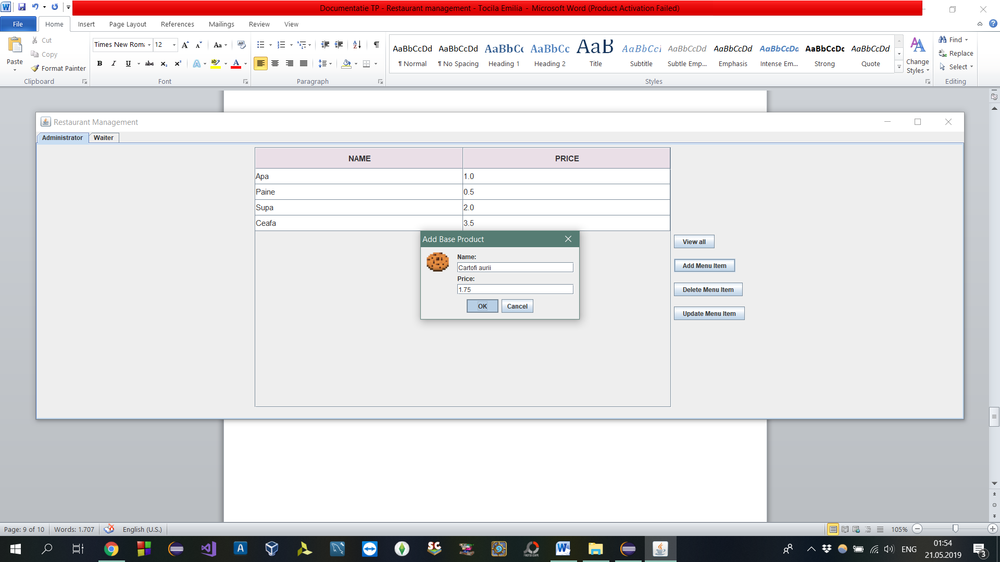 Documentatie TP - Restaurant management - Tocila Emilia - Microsoft Word (Product Activation Failed)
File Home Insert Page Layout References Mailings Review View
Paste
Cut
Copy
Format Painter
Clipboard
Times New Rom 12
Font
Paragraph
AaBbCcDd AaBbCcDd AaBbCc AaBbCc AaB AaBbCcI AaBbCcDd AaBbCcDd AaBbCcDd AaBbCcDc AaBbCcDd
¶ Normal ¶ No Spacing Heading 1 Heading 2 Title Subtitle Subtle Emp... Emphasis Intense Em... Strong Quote
Styles
Change
Styles
Find
Replace
Select
Editing
Restaurant Management
Administrator Waiter
NAME PRICE
Apa 1.0
Paine 0.5
Supa 2.0
Ceafa 3.5
Add Base Product
Name:
Cartofi aurii
Price:
1.75
OK Cancel
View all
Add Menu Item
Delete Menu Item
Update Menu Item
Page: 9 of 10 Words: 1.707 English (U.S.) 105%
ENG
01:54
21.05.2019
3